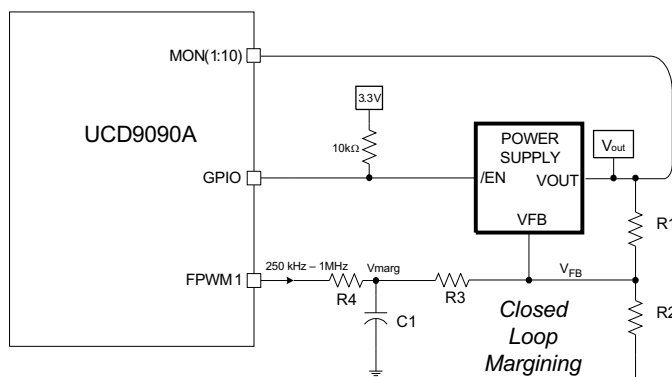 MON(1:10)
3.3V
UCD9090A
10kΩ
POWER
SUPPLY
Vout
GPIO
/EN
VOUT
VFB
R1
FPWM1
250 kHz – 1MHz
Vmarg
R4
R3
VFB
C1
R2
Closed
Loop
Margining